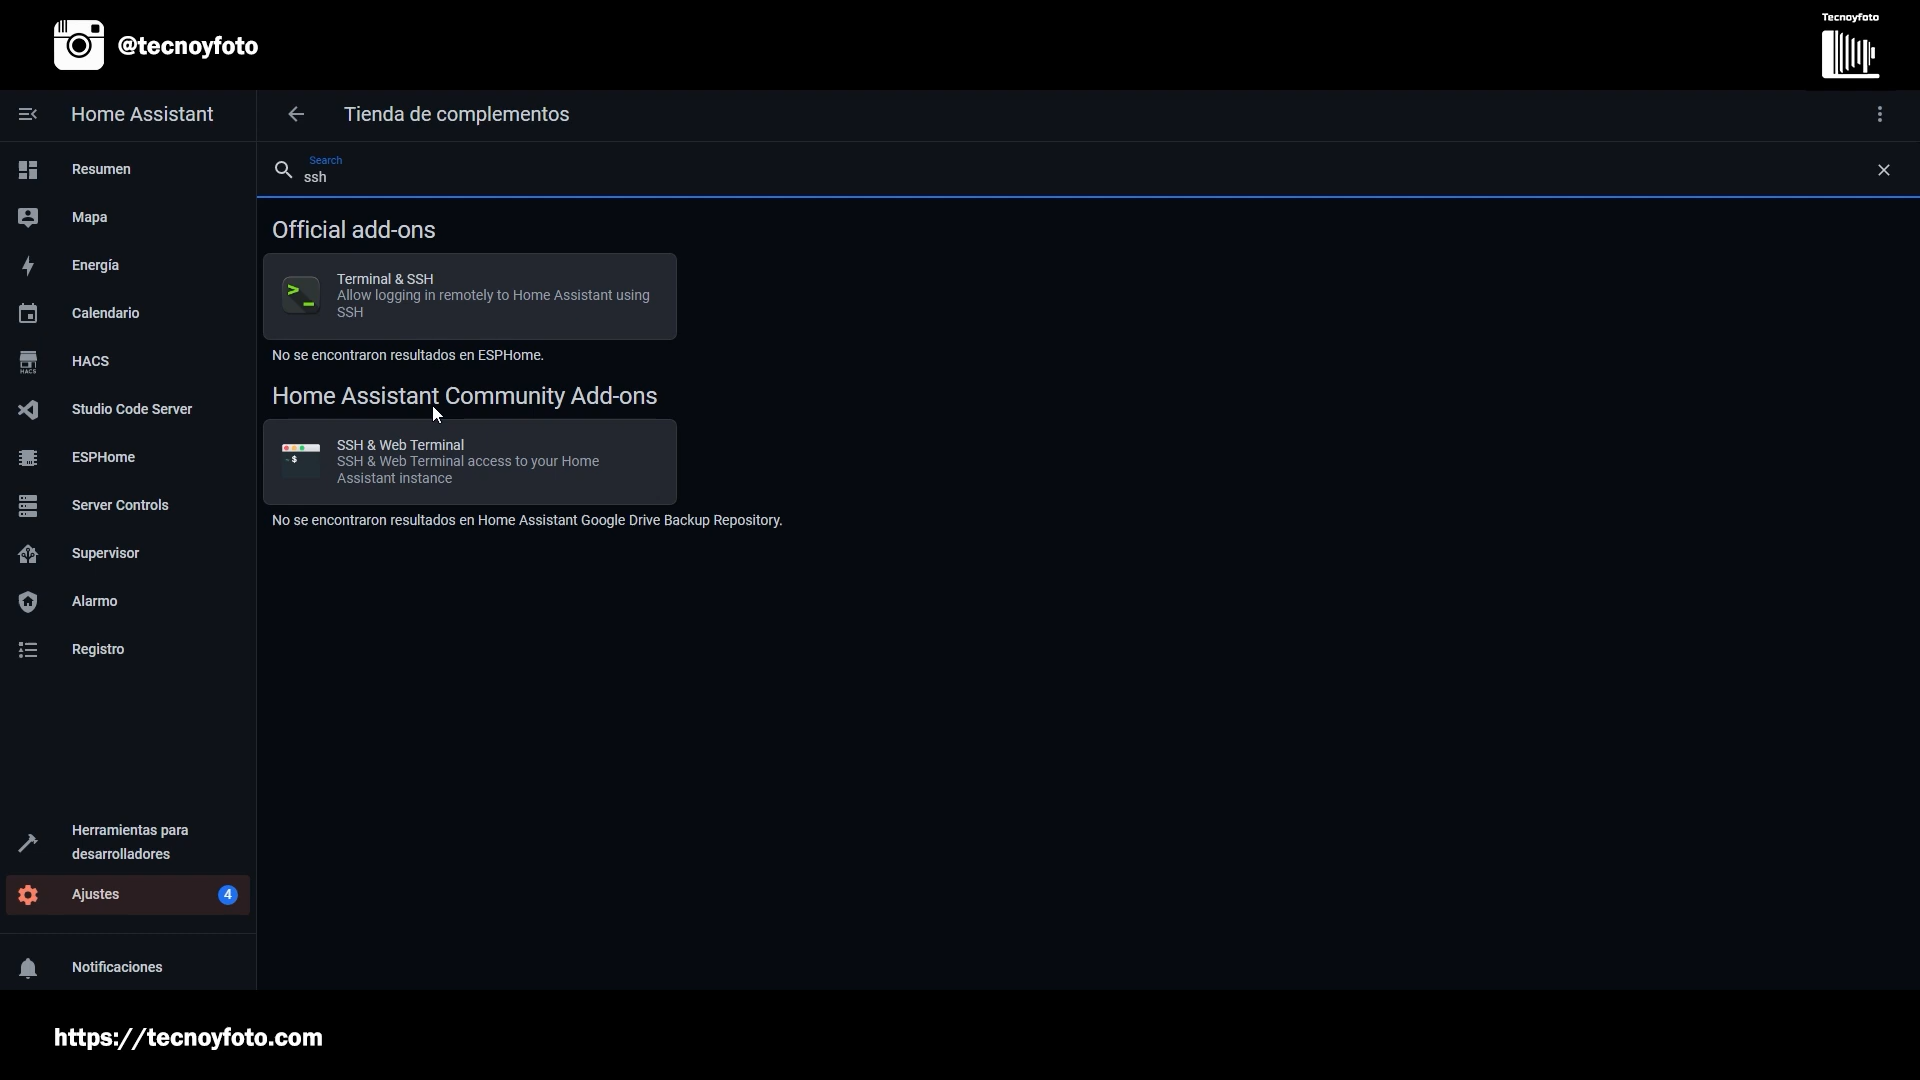 @tecnoyfoto
Tecnoyfoto
Home Assistant
Tienda de complementos
Search
ssh
Resumen
Mapa
Energía
Calendario
HACS
HACS
Studio Code Server
ESPHome
Server Controls
Supervisor
Alarmo
Registro
Herramientas para
desarrolladores
Ajustes
4
Notificaciones
Official add-ons
Terminal & SSH
Allow logging in remotely to Home Assistant using
SSH
No se encontraron resultados en ESPHome.
Home Assistant Community Add-ons
SSH & Web Terminal
SSH & Web Terminal access to your Home
Assistant instance
No se encontraron resultados en Home Assistant Google Drive Backup Repository.
https://tecnoyfoto.com